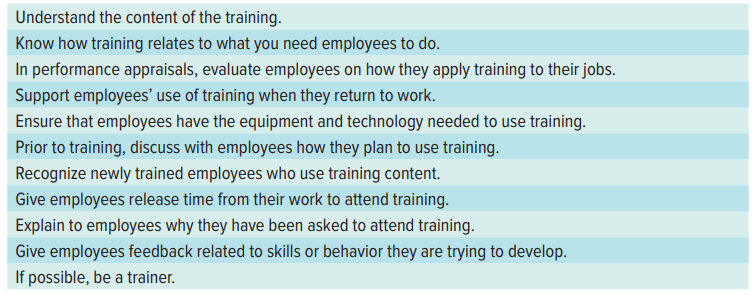 Understand the content of the training.
Know how training relates to what you need employees to do.
In performance appraisals, evaluate employees on how they apply training to their jobs.
Support employees’ use of training when they return to work.
Ensure that employees have the equipment and technology needed to use training.
Prior to training, discuss with employees how they plan to use training.
Recognize newly trained employees who use training content.
Give employees release time from their work to attend training.
Explain to employees why they have been asked to attend training.
Give employees feedback related to skills or behavior they are trying to develop.
If possible, be a trainer.